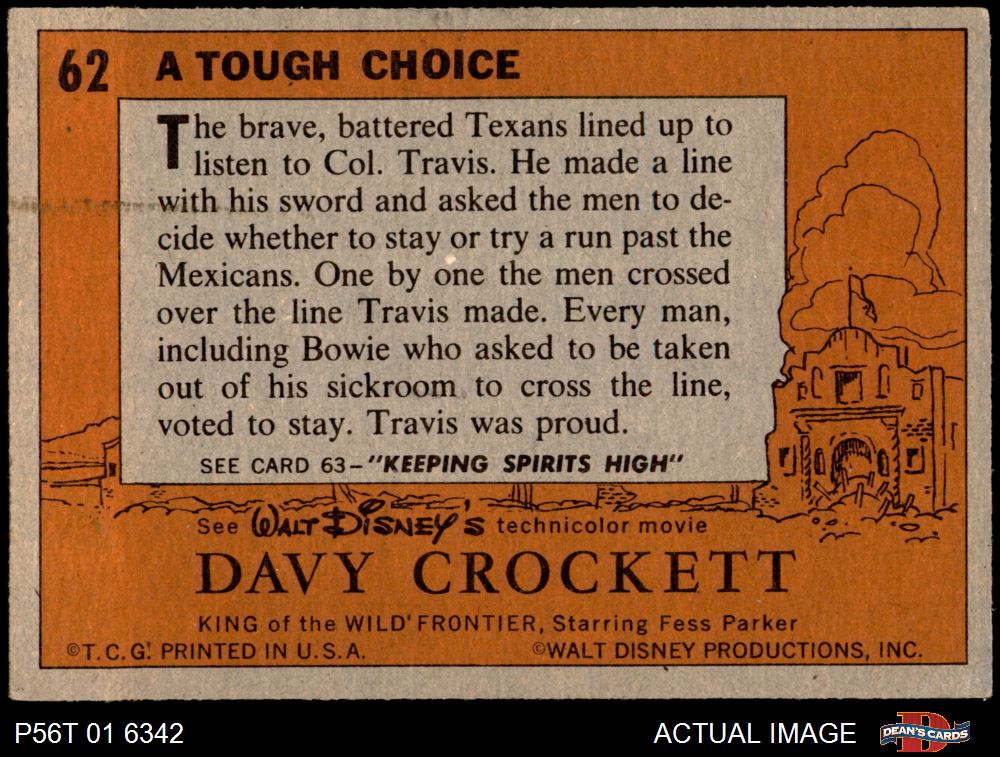 62 A TOUGH CHOICE
The brave, battered Texans lined up to
listen to Col. Travis. He made a line
with his sword and asked the men to de-
cide whether to stay or try a run past the
Mexicans. One by one the men crossed
over the line Travis made. Every man,
including Bowie who asked to be taken
out of his sickroom to cross the line,
voted to stay. Travis was proud.
SEE CARD 63-"KEEPING SPIRITS HIGH"
See WALT DISNEY'S technicolor movie
DAVY CROCKETT
KING of the WILD FRONTIER, Starring Fess Parker
©T.C.G. PRINTED IN U.S.A. ©WALT DISNEY PRODUCTIONS, INC.
P56T 01 6342 ACTUAL IMAGE D DEAN'S CARDS